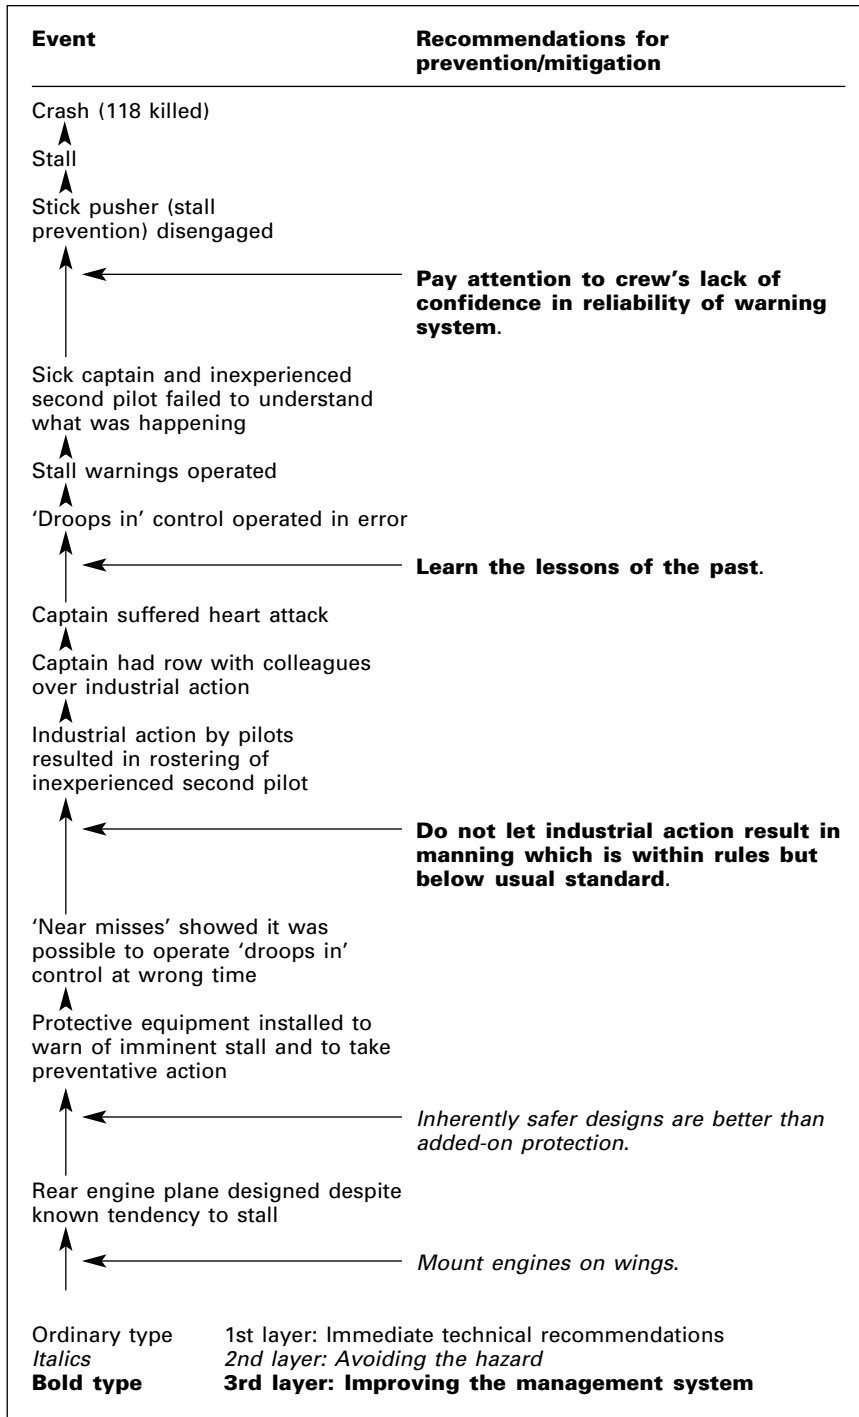 Event Recommendations for
prevention/mitigation
Crash (118 killed)
Stall
Stick pusher (stall
prevention) disengaged
Pay attention to crew's lack of
confidence in reliability of warning
system.
Sick captain and inexperienced
second pilot failed to understand
what was happening
Stall warnings operated
‘Droops in’ control operated in error
Learn the lessons of the past.
Captain suffered heart attack
Captain had row with colleagues
over industrial action
Industrial action by pilots
resulted in rostering of
inexperienced second pilot
Do not let industrial action result in
manning which is within rules but
below usual standard.
‘Near misses’ showed it was
possible to operate ‘droops in’
control at wrong time
Protective equipment installed to
warn of imminent stall and to take
preventative action
Inherently safer designs are better than
added-on protection.
Rear engine plane designed despite
known tendency to stall
Mount engines on wings.
Ordinary type 1st layer: Immediate technical recommendations
Italics 2nd layer: Avoiding the hazard
Bold type 3rd layer: Improving the management system